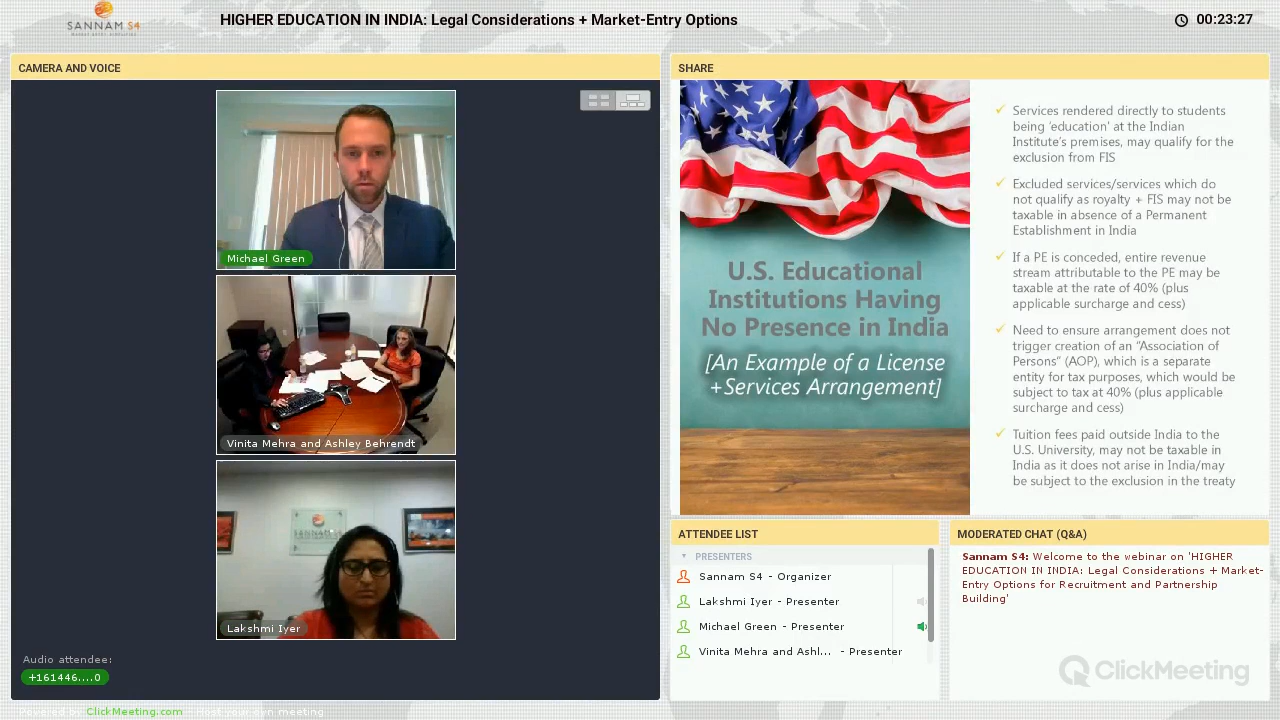 SANNAM S4
MARKET ENTRY. SIMPLIFIED
HIGHER EDUCATION IN INDIA: Legal Considerations + Market-Entry Options
00:23:27
CAMERA AND VOICE
Michael Green
Vinita Mehra and Ashley Behrendt
Lakshmi Iyer
Audio attendee:
+161446....0
Powered by ClickMeeting.com - Host your own meeting
SHARE
U.S. Educational
Institutions Having
No Presence in India
[An Example of a License
+Services Arrangement]
Services rendered directly to students
being 'education' at the Indian
Institute's premises, may qualify for the
exclusion from FIS
Excluded services/services which do
not qualify as royalty + FIS may not be
taxable in absence of a Permanent
Establishment in India
If a PE is concluded, entire revenue
stream attributable to the PE may be
taxable at the rate of 40% (plus
applicable surcharge and cess)
Need to ensure arrangement does not
trigger creation of an "Association of
Persons" (AOP) which is a separate
entity for tax purposes, which would be
subject to tax at 40% (plus applicable
surcharge and cess)
Tuition fees paid outside India to the
U.S. University may not be taxable in
India as it does not arise in India/may
be subject to the exclusion in the treaty
ATTENDEE LIST
PRESENTERS
Sannam S4 - Organizer
Lakshmi Iyer - Presenter
Michael Green - Presenter
Vinita Mehra and Ashl... - Presenter
MODERATED CHAT (Q&A)
Sannam S4: Welcome to the webinar on 'HIGHER
EDUCATION IN INDIA: Legal Considerations + Market-
Entry Options for Recruitment and Partnership
Building'
ClickMeeting